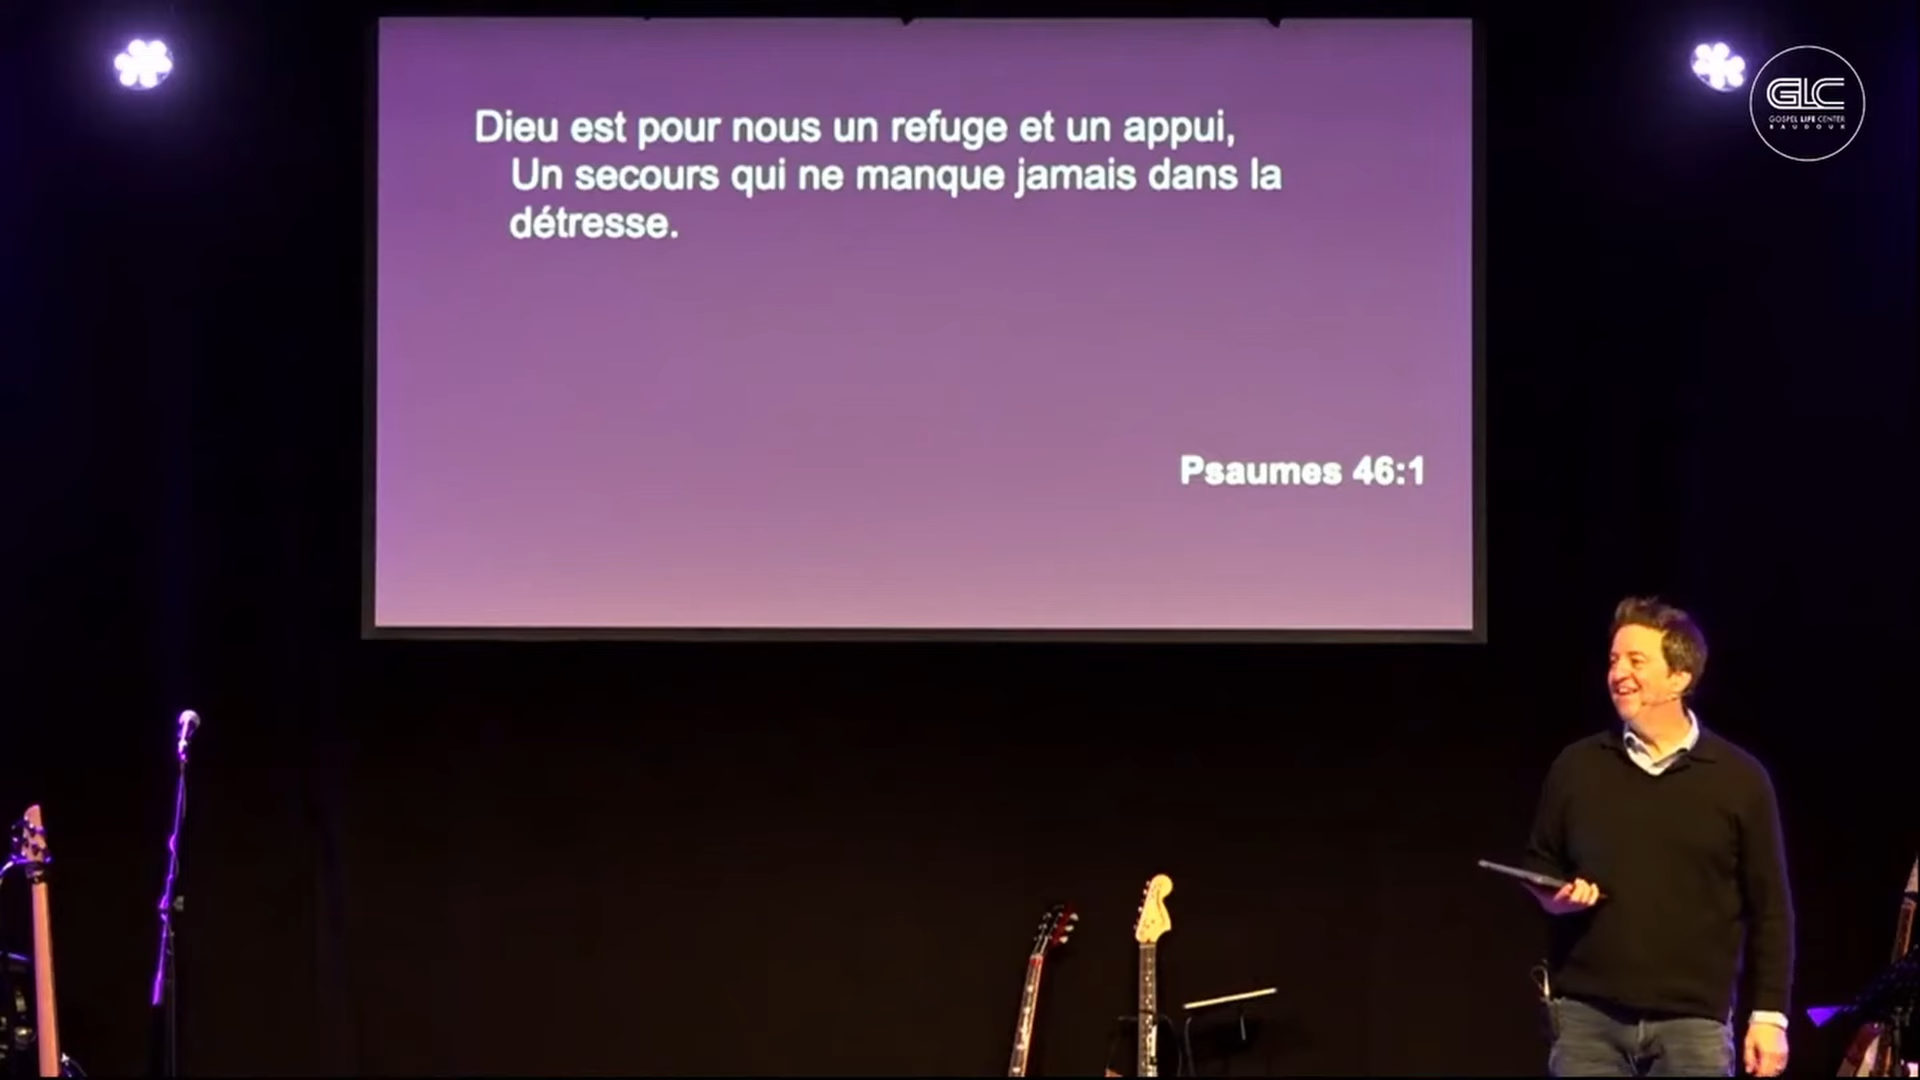 Dieu est pour nous un refuge et un appui,
Un secours qui ne manque jamais dans la
détresse.
Psaumes 46:1
GLC
GOSPEL LIFE CENTER
BAUDOUR